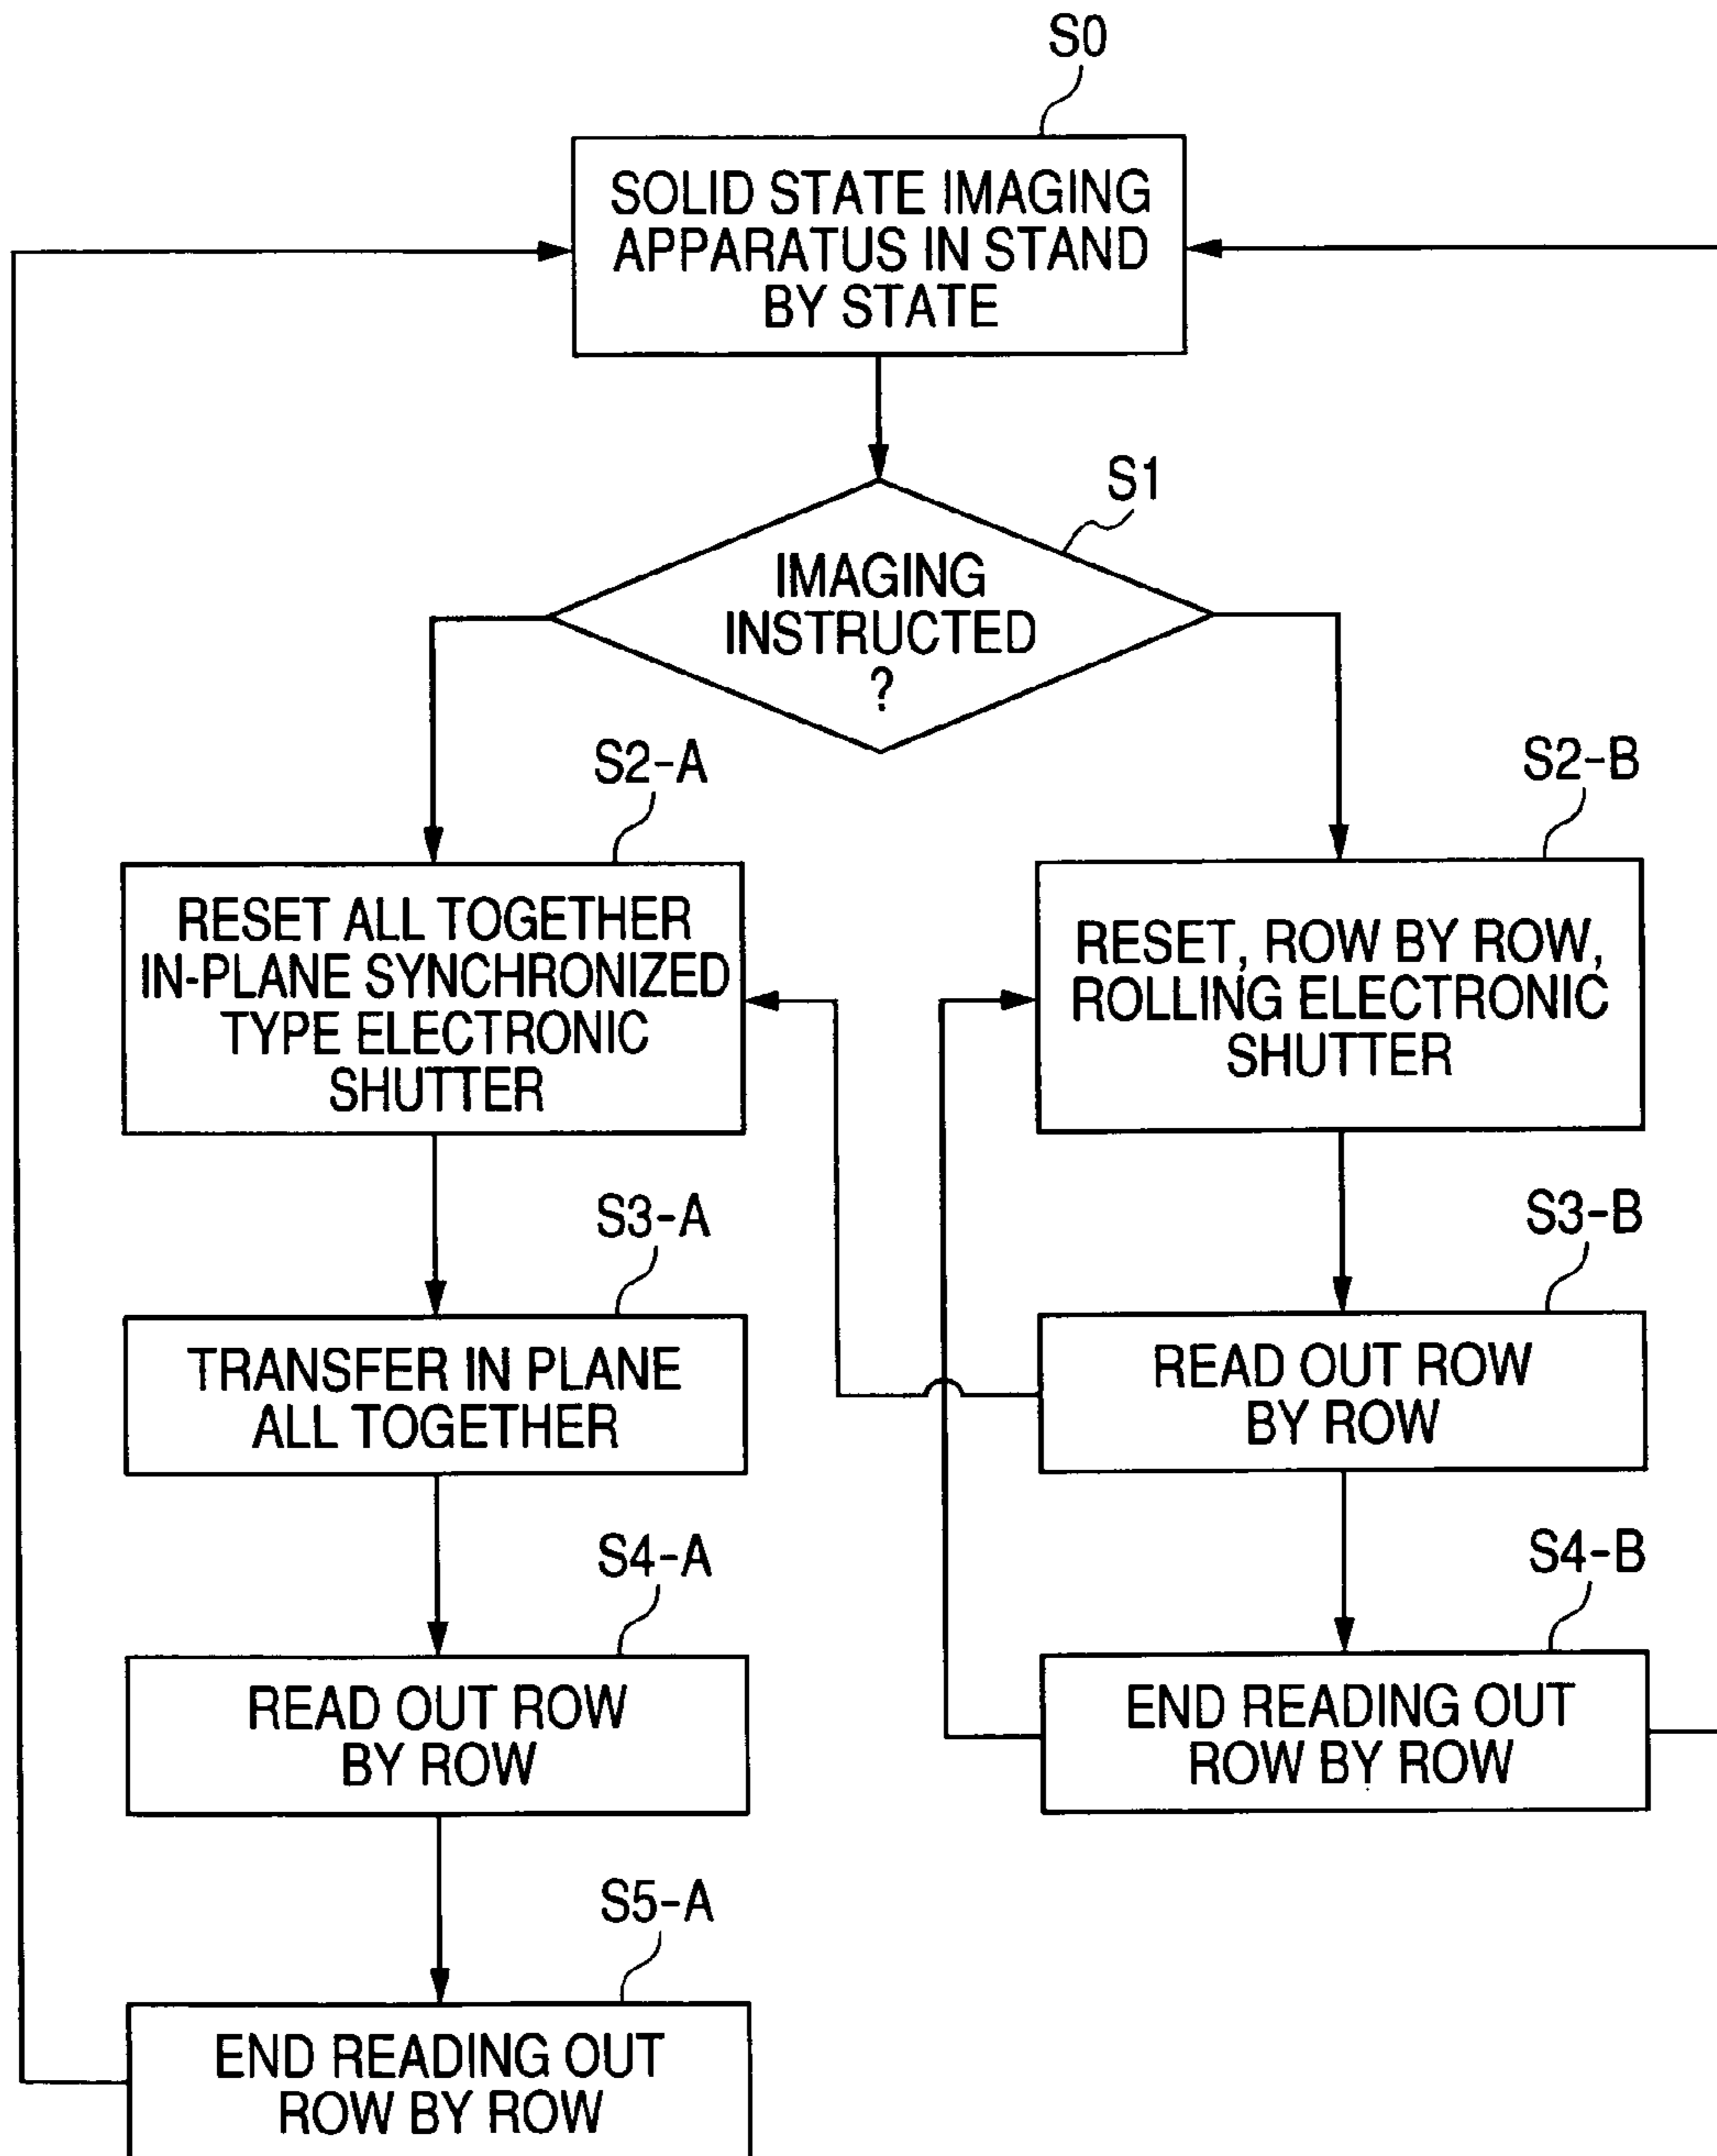 S0
SOLID STATE IMAGING
APPARATUS IN STAND
BY STATE
S1
IMAGING
INSTRUCTED
?
S2-A
RESET ALL TOGETHER
IN-PLANE SYNCHRONIZED
TYPE ELECTRONIC
SHUTTER
S2-B
RESET, ROW BY ROW,
ROLLING ELECTRONIC
SHUTTER
S3-A
TRANSFER IN PLANE
ALL TOGETHER
S3-B
READ OUT ROW
BY ROW
S4-A
READ OUT ROW
BY ROW
S4-B
END READING OUT
ROW BY ROW
S5-A
END READING OUT
ROW BY ROW